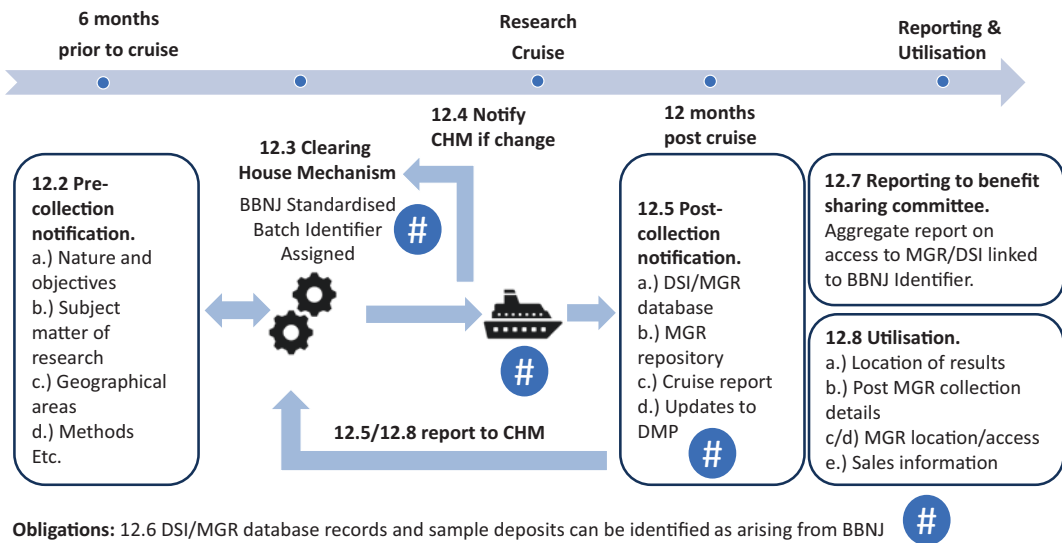 6 months
prior to cruise
Research
Cruise
Reporting &
Utilisation
12.4 Notify
CHM if change
12 months
post cruise
12.2 Pre-
collection
notification.
a.) Nature and
objectives
b.) Subject
matter of
research
c.) Geographical
areas
d.) Methods
Etc.
12.3 Clearing
House Mechanism
BBNJ Standardised
Batch Identifier
Assigned
#
#
12.5/12.8 report to CHM
12.5 Post-
collection
notification.
a.) DSI/MGR
database
b.) MGR
repository
c.) Cruise report
d.) Updates to
DMP
#
12.7 Reporting to benefit
sharing committee.
Aggregate report on
access to MGR/DSI linked
to BBNJ Identifier.
12.8 Utilisation.
a.) Location of results
b.) Post MGR collection
details
c/d) MGR location/access
e.) Sales information
Obligations: 12.6 DSI/MGR database records and sample deposits can be identified as arising from BBNJ
#